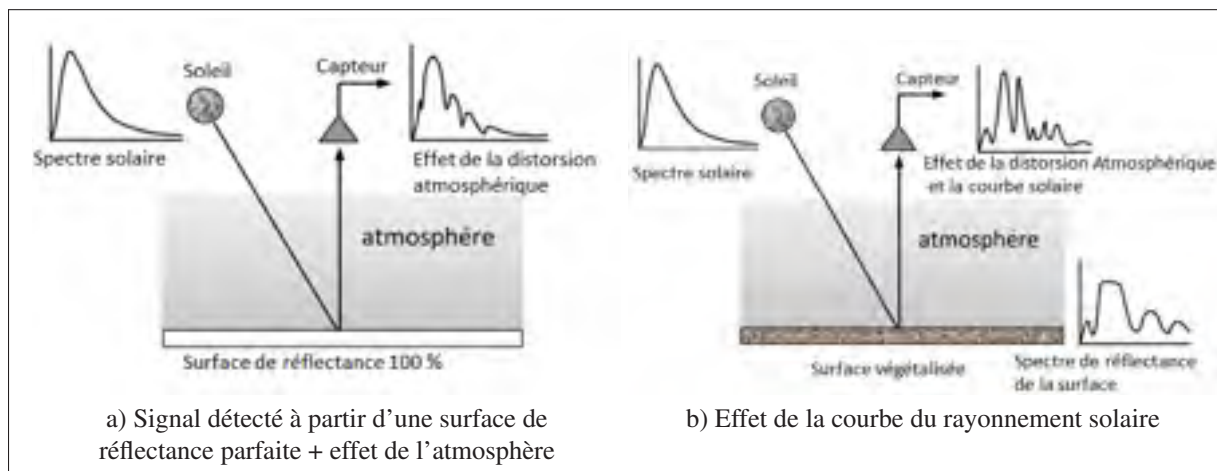 Soleil
Capteur
Spectre solaire
Effet de la distorsion
atmosphérique
atmosphére
Surface de réflectance 100 %
a) Signal détecté à partir d’une surface de
réflectance parfaite + effet de l’atmosphère
Soleil
Capteur
Spectre solaire
Effet de la distorsion Atmosphérique
et la courbe solaire
atmosphére
Surface végétalisée
Spectre de réflectance
de la surface
b) Effet de la courbe du rayonnement solaire